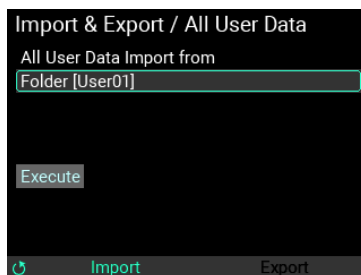 Import & Export / All User Data
All User Data Import from
Folder [User01]
Execute
Import Export